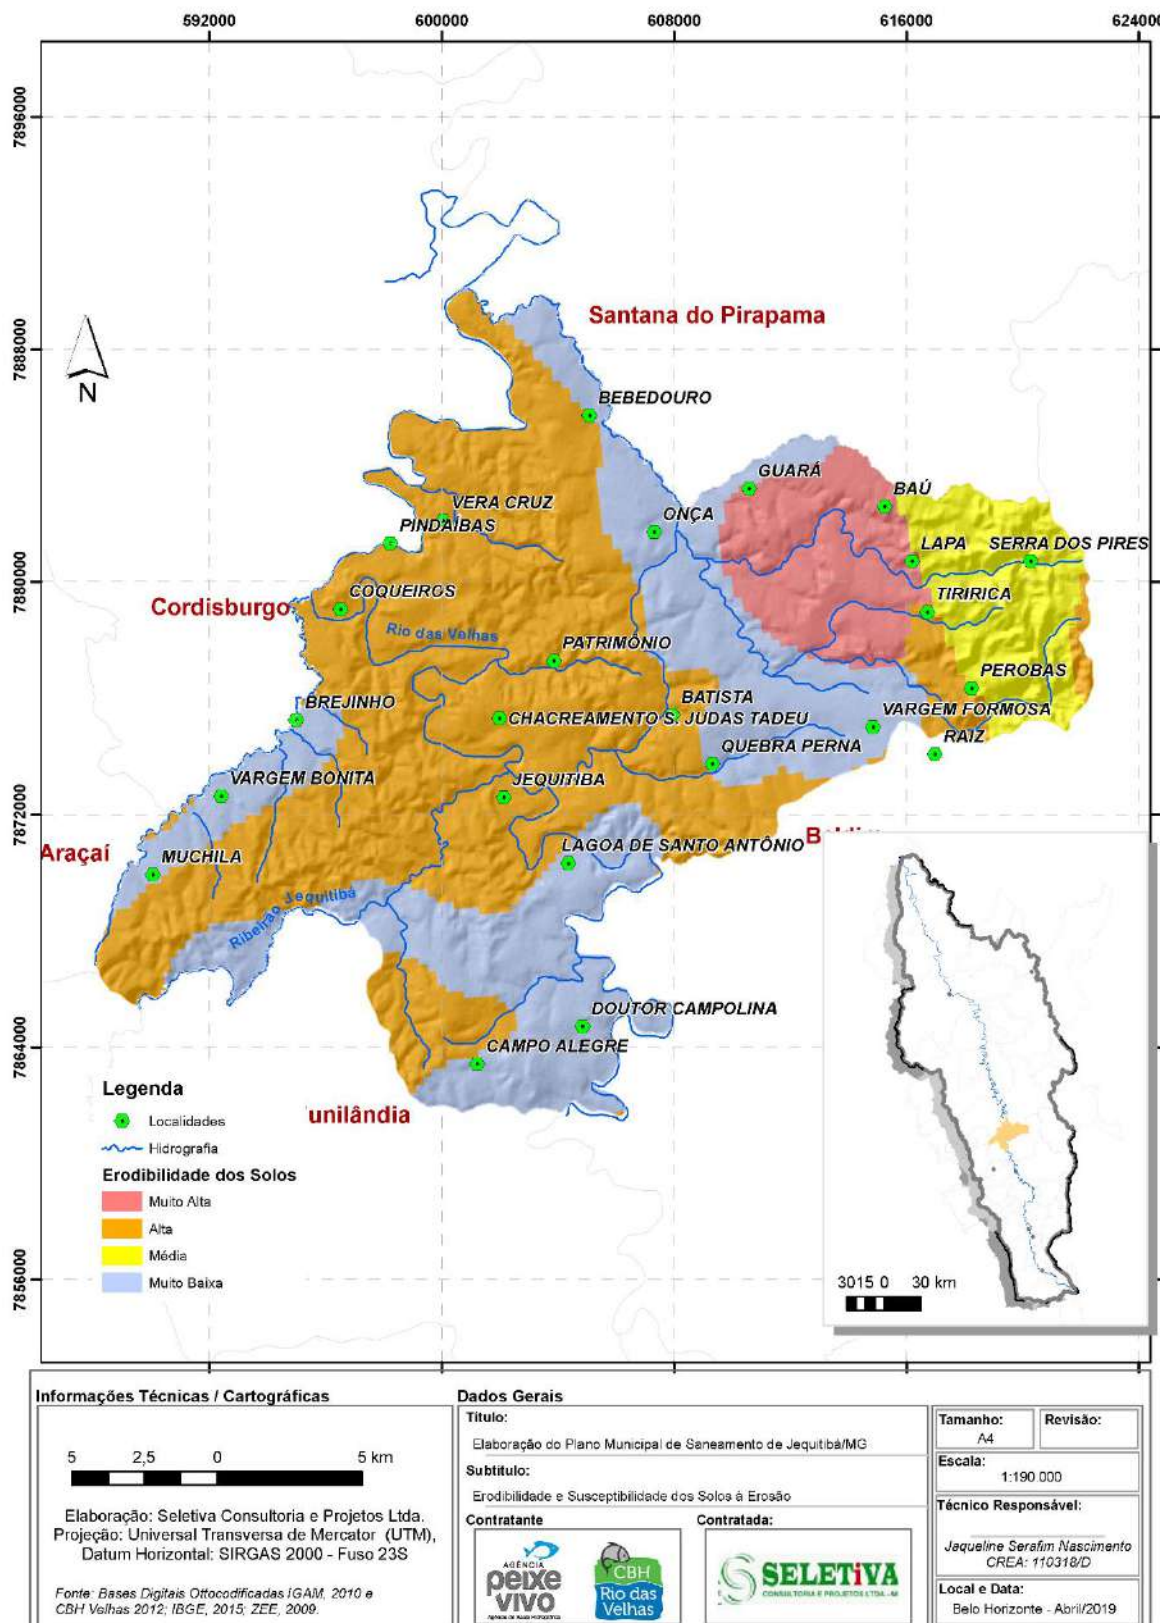 592000 600000 608000 616000 624000
7896000
7888000
7880000
7872000
7864000
7856000
N
Santana do Pirapama
BEBEDOURO
GUARÁ
BAÚ
VERA CRUZ
ONÇA
PINDAÍBAS
LAPA
SERRA DOS PIRES
COQUEIROS
TIRIRICA
Cordisburgo
Rio das Velhas
PATRIMÔNIO
PEROBAS
BREJINHO
BATISTA
CHACREAMENTO S. JUDAS TADEU
VARGEM FORMOSA
RAIZ
QUEBRA PERNA
VARGEM BONITA
JEQUITIBA
Araçaí
MUCHILA
LAGOA DE SANTO ANTÔNIO
Ribeirão Jequitibá
DOUTOR CAMPOLINA
CAMPO ALEGRE
unilândia
Legenda
Localidades
Hidrografia
Erodibilidade dos Solos
Muito Alta
Alta
Média
Muito Baixa
3015 0 30 km
Informações Técnicas / Cartográficas
5 2,5 0 5 km
Elaboração: Seletiva Consultoria e Projetos Ltda.
Projeção: Universal Transversa de Mercator (UTM),
Datum Horizontal: SIRGAS 2000 - Fuso 23S
Fonte: Bases Digitais Ottocodificadas IGAM, 2010 e
CBH Velhas 2012; IBGE, 2015; ZEE, 2009.
Dados Gerais
Título:
Elaboração do Plano Municipal de Saneamento de Jequitibá/MG
Subtítulo:
Erodibilidade e Susceptibilidade dos Solos à Erosão
Contratante
AGÊNCIA
peixe
vivo
CBH
Rio das
Velhas
Contratada:
SELETiVA
CONSULTORIA E PROJETOS LTDA
Tamanho:
A4
Revisão:
Escala:
1:190.000
Técnico Responsável:
Jaqueline Serafim Nascimento
CREA: 110318/D
Local e Data:
Belo Horizonte - Abril/2019